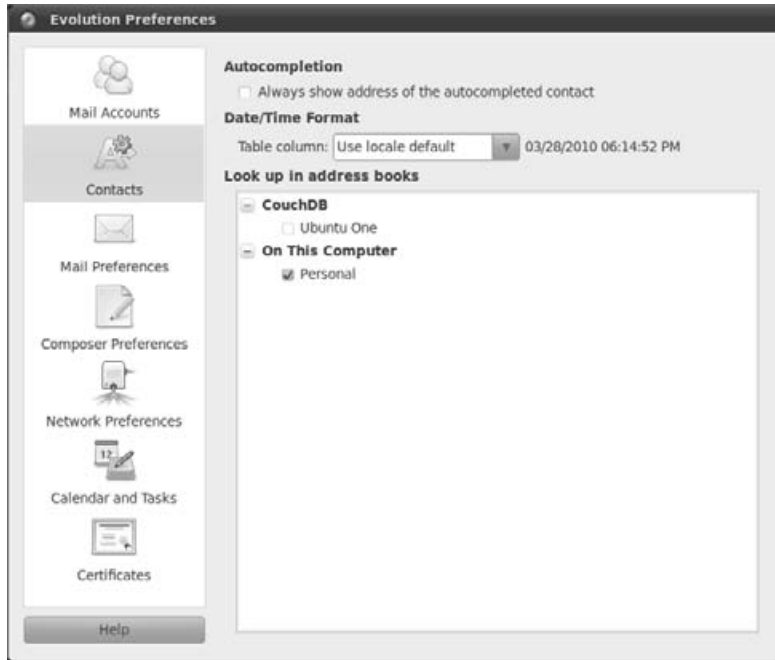 Evolution Preferences
Mail Accounts
Contacts
Mail Preferences
Composer Preferences
Network Preferences
12
Calendar and Tasks
Certificates
Help
Autocompletion
Always show address of the autocompleted contact
Date/Time Format
Table column: Use locale default 03/28/2010 06:14:52 PM
Look up in address books
CouchDB
Ubuntu One
On This Computer
Personal